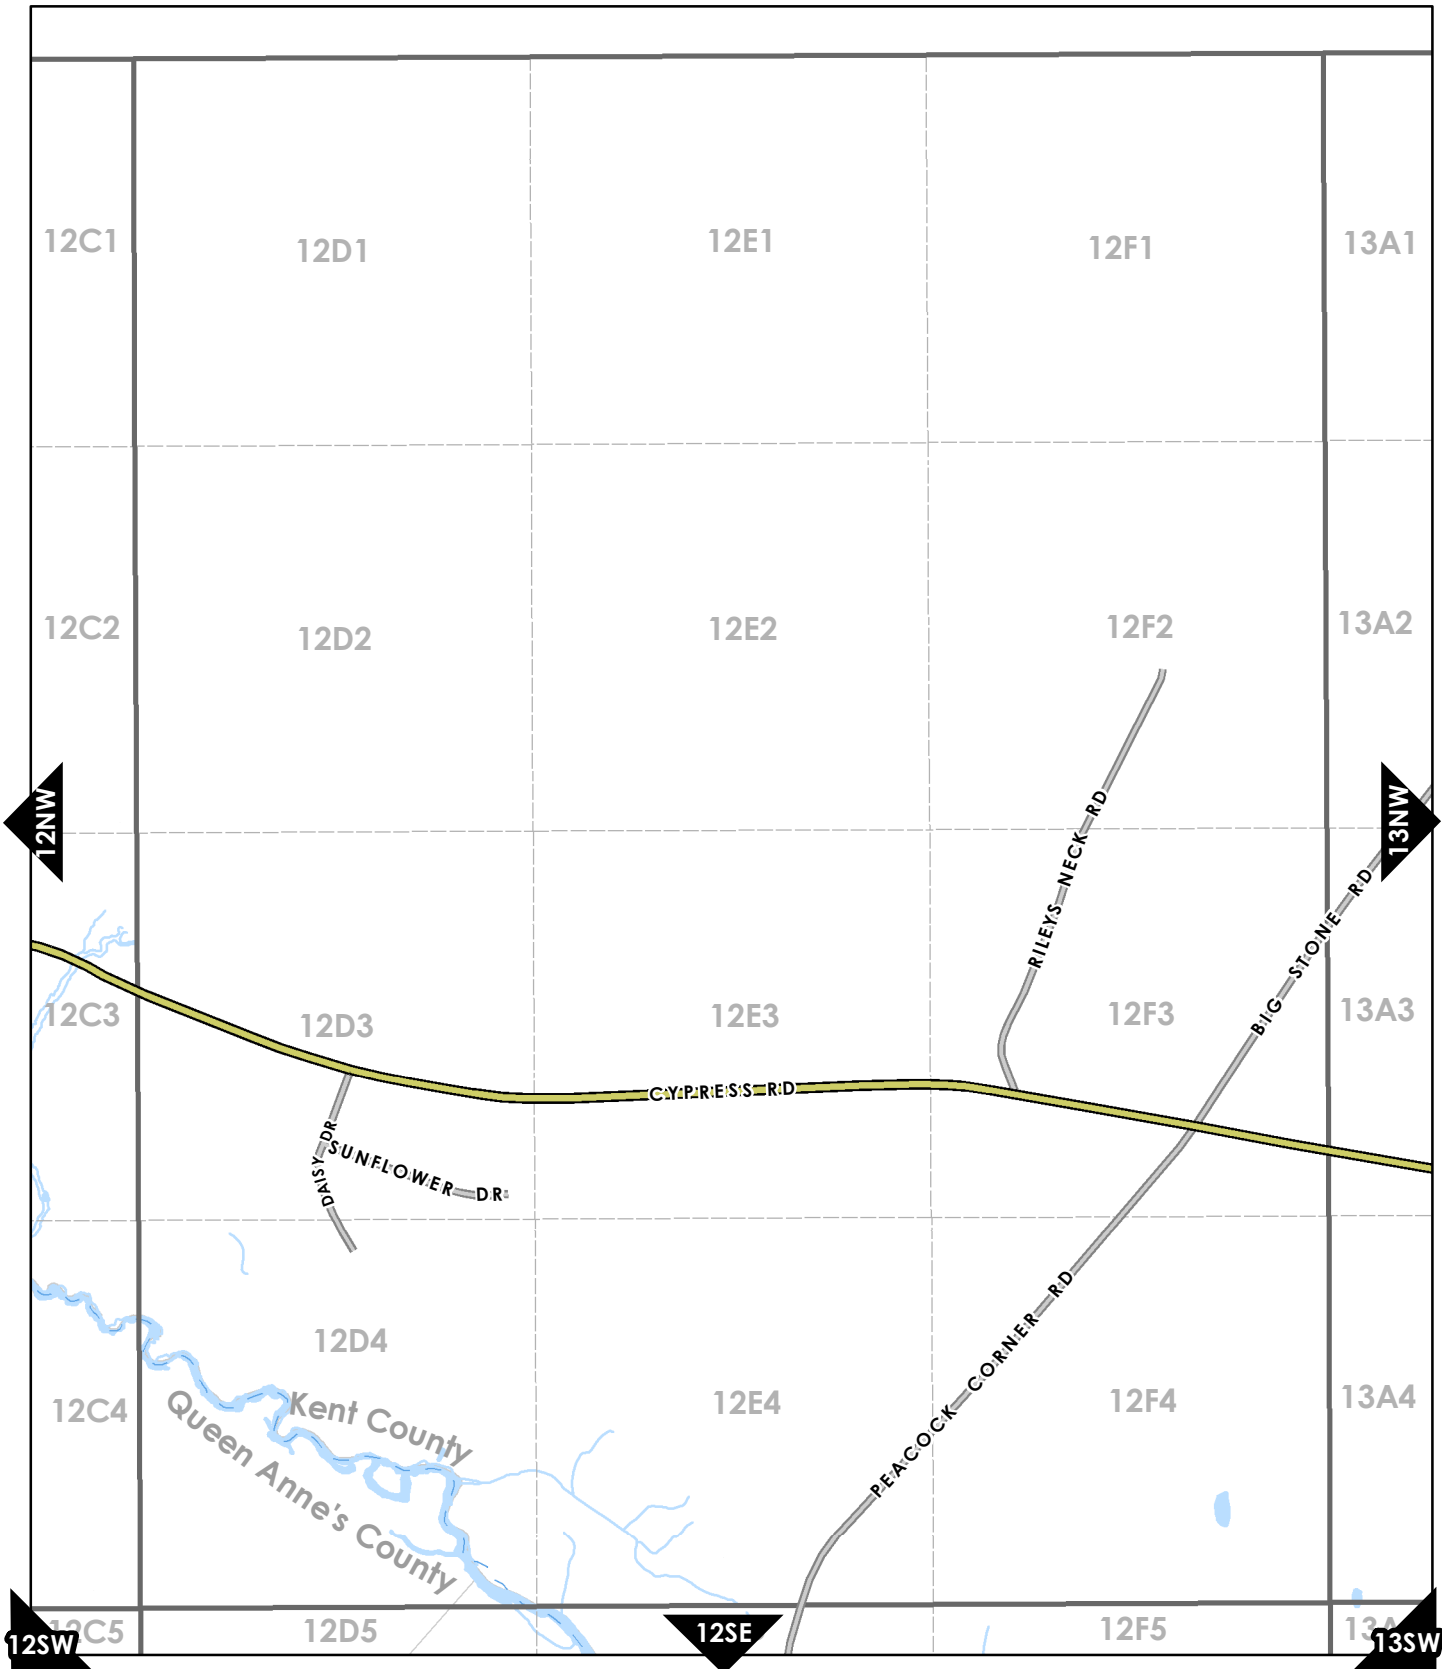 12C1
12D1
12E1
12F1
13A1
12C2
12D2
12E2
12F2
13A2
12NW
13NW
RILEYS NECK RD
BIG STONE RD
12C3
12D3
12E3
12F3
13A3
CYPRESS RD
DAISY DR
SUNFLOWER DR
PEACOCK CORNER RD
12D4
12C4
12E4
12F4
13A4
Kent County
Queen Anne's County
12D5
12F5
12SW
12SE
13SW